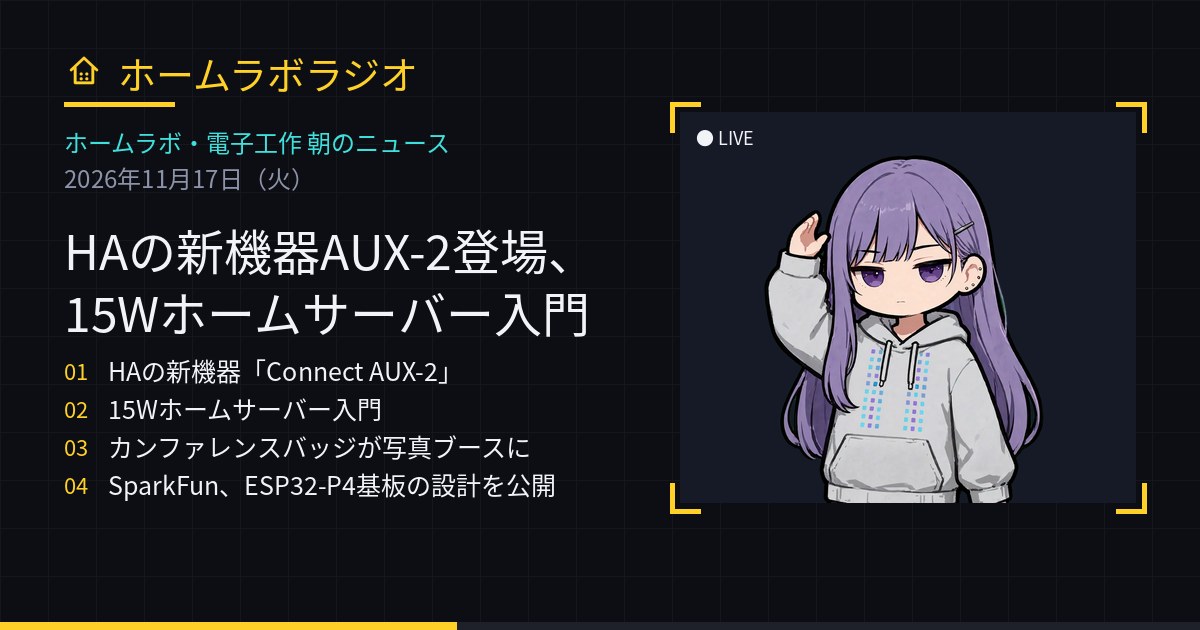 ホームラボラジオ
ホームラボ・電子工作 朝のニュース
2026年11月17日（火）
HAの新機器AUX-2登場、
15Wホームサーバー入門
01 HAの新機器「Connect AUX-2」
02 15Wホームサーバー入門
03 カンファレンスバッジが写真ブースに
04 SparkFun、ESP32-P4基板の設計を公開
LIVE